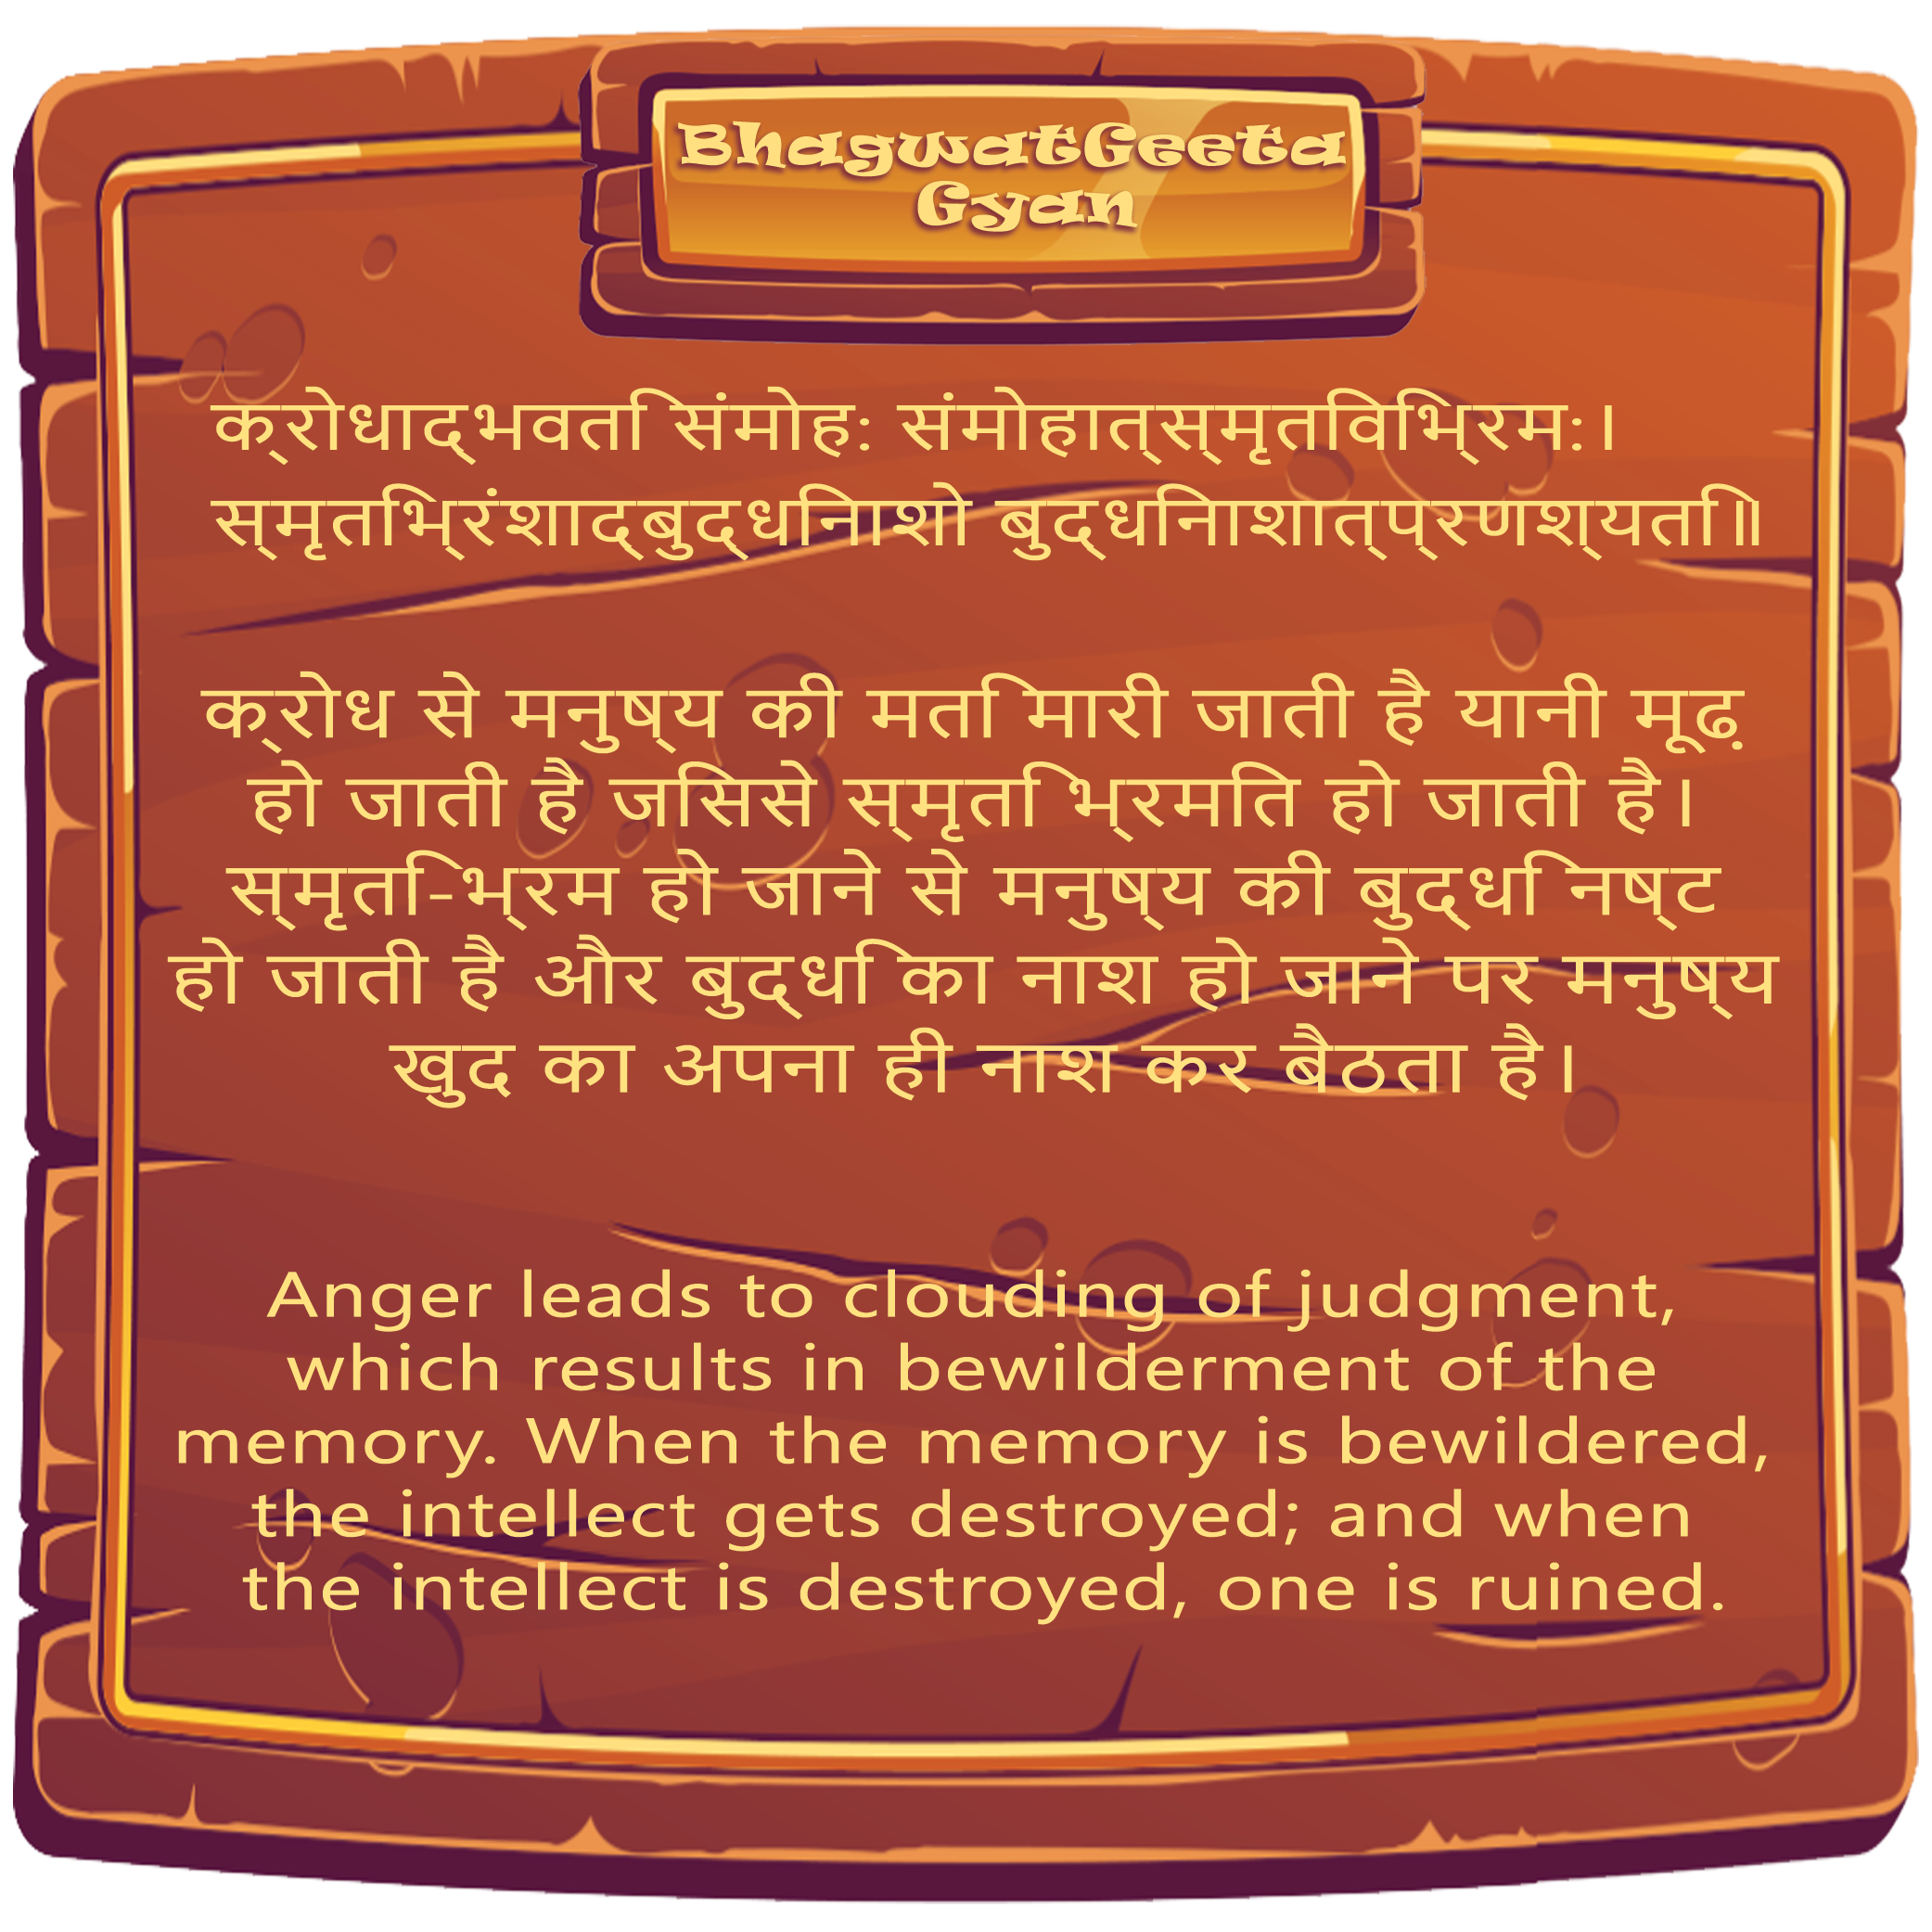 BhagwatGeeta
Gyan
क्रोधाद्भवति संमोह: संमोहात्स्मृतिविभ्रम:।
स्मृतिभ्रंशाद्बुद्धिनाशो बुद्धिनाशात्प्रणश्यति॥
क्रोध से मनुष्य की मति मारी जाती है यानी मूढ़
हो जाती है जिससे स्मृति भ्रमित हो जाती है।
स्मृति-भ्रम हो जाने से मनुष्य की बुद्धि नष्ट
हो जाती है और बुद्धि का नाश हो जाने पर मनुष्य
खुद का अपना ही नाश कर बैठता है।
Anger leads to clouding of judgment,
which results in bewilderment of the
memory. When the memory is bewildered,
the intellect gets destroyed; and when
the intellect is destroyed, one is ruined.